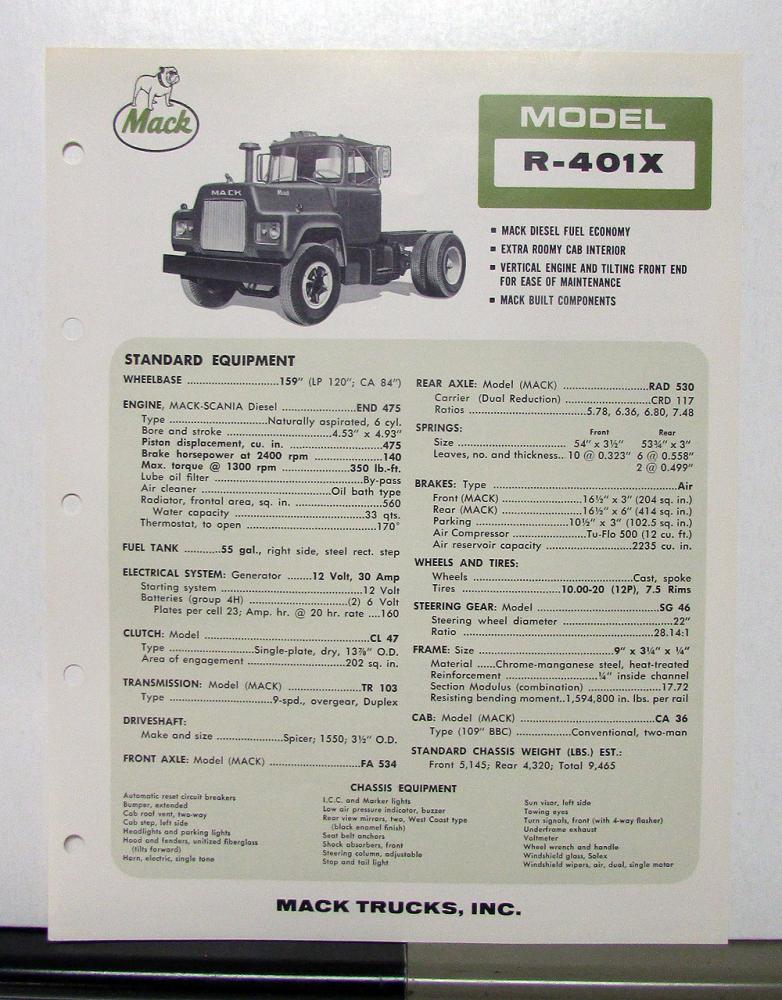 Mack
MODEL
R-401X
MACK
Mack
▪ MACK DIESEL FUEL ECONOMY
▪ EXTRA ROOMY CAB INTERIOR
▪ VERTICAL ENGINE AND TILTING FRONT END
FOR EASE OF MAINTENANCE
▪ MACK BUILT COMPONENTS
STANDARD EQUIPMENT
WHEELBASE ............................159" (LP 120"; CA 84")
ENGINE, MACK-SCANIA Diesel .......................END 475
Type ..............................Naturally aspirated, 6 cyl.
Bore and stroke ..........................4.53" x 4.93"
Piston displacement, cu. in. ...........................475
Brake horsepower at 2400 rpm .....................140
Max. torque @ 1300 rpm ......................350 lb.-ft.
Lube oil filter .......................................By-pass
Air cleaner .......................................Oil bath type
Radiator, frontal area, sq. in. ...........................560
Water capacity .....................................33 qts.
Thermostat, to open ....................................170°
FUEL TANK ...........55 gal., right side, steel rect. step
ELECTRICAL SYSTEM: Generator .......12 Volt, 30 Amp
Starting system .......................................12 Volt
Batteries (group 4H) ..............................(2) 6 Volt
Plates per cell 23; Amp. hr. @ 20 hr. rate ....160
CLUTCH: Model ..............................................CL 47
Type .......................Single-plate, dry, 13⅞" O.D.
Area of engagement .........................202 sq. in.
TRANSMISSION: Model (MACK) .......................TR 103
Type ..............................9-spd., overgear, Duplex
DRIVESHAFT:
Make and size .................Spicer; 1550; 3½" O.D.
FRONT AXLE: Model (MACK) .........................FA 534
REAR AXLE: Model (MACK) ..........................RAD 530
Carrier (Dual Reduction) ..........................CRD 117
Ratios .................................5.78, 6.36, 6.80, 7.48
SPRINGS: Front Rear
Size ................................. 54" x 3½" 53¾" x 3"
Leaves, no. and thickness.. 10 @ 0.323" 6 @ 0.558"
2 @ 0.499"
BRAKES: Type ....................................................Air
Front (MACK) .........................16½" x 3" (204 sq. in.)
Rear (MACK) ..........................16½" x 6" (414 sq. in.)
Parking ..............................10½" x 3" (102.5 sq. in.)
Air Compressor ......................Tu-Flo 500 (12 cu. ft.)
Air reservoir capacity .........................2235 cu. in.
WHEELS AND TIRES:
Wheels ..............................................Cast, spoke
Tires ..............................10.00-20 (12P), 7.5 Rims
STEERING GEAR: Model .......................................SG 46
Steering wheel diameter .................................22"
Ratio .....................................................28.14:1
FRAME: Size .......................................9" x 3¼" x ¼"
Material ......Chrome-manganese steel, heat-treated
Reinforcement .........................¼" inside channel
Section Modulus (combination) .......................17.72
Resisting bending moment..1,594,800 in. lbs. per rail
CAB: Model (MACK) ........................................CA 36
Type (109" BBC) .......................Conventional, two-man
STANDARD CHASSIS WEIGHT (LBS.) EST.:
Front 5,145; Rear 4,320; Total 9,465
CHASSIS EQUIPMENT
Automatic reset circuit breakers
Bumper, extended
Cab roof vent, two-way
Cab step, left side
Headlights and parking lights
Hood and fenders, unitized fiberglass
(tilts forward)
Horn, electric, single tone
I.C.C. and Marker lights
Low air pressure indicator, buzzer
Rear view mirrors, two, West Coast type
(black enamel finish)
Seat belt anchors
Shock absorbers, front
Steering column, adjustable
Stop and tail light
Sun visor, left side
Towing eyes
Turn signals, front (with 4-way flasher)
Underframe exhaust
Voltmeter
Wheel wrench and handle
Windshield glass, Solex
Windshield wipers, air, dual, single motor
MACK TRUCKS, INC.